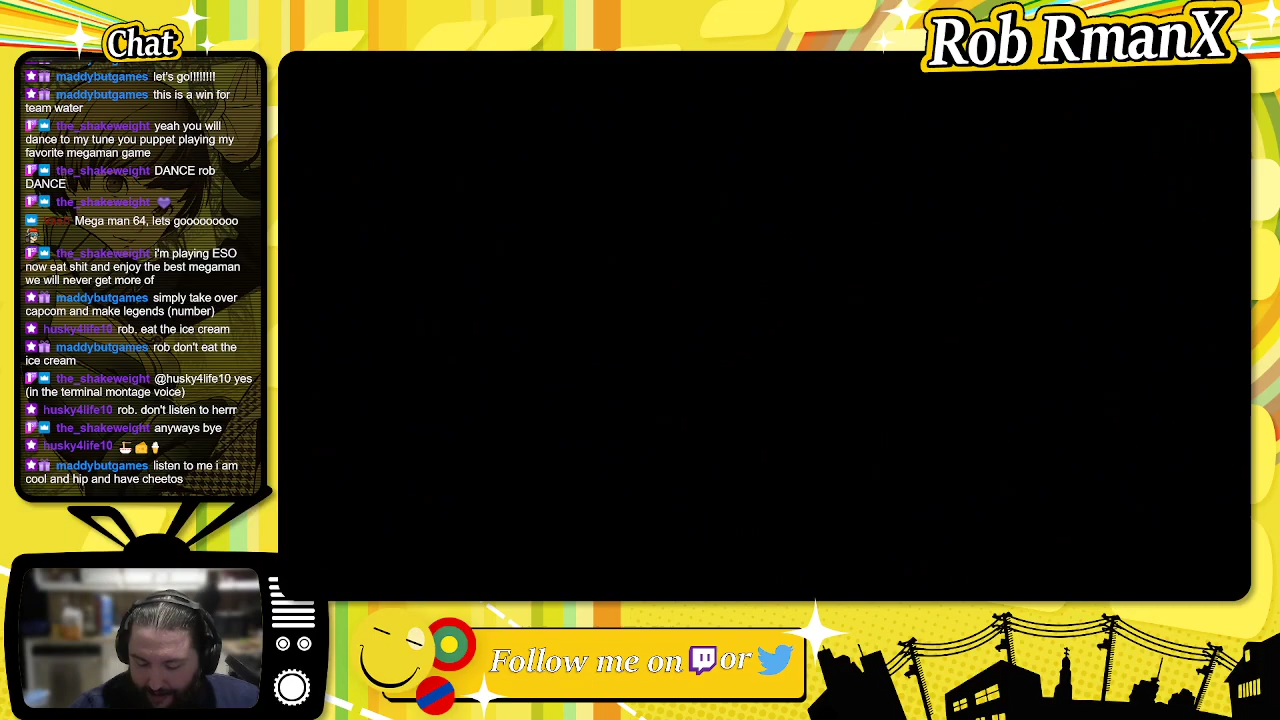 Chat
Rob RmanX
maddybutgames let's go!!!!!!!!
maddybutgames this is a win for
team water
the_shakeweight yeah you will
dance to my tune you puppet playing my
favorite megaman game
the_shakeweight DANCE rob
DANCE
the_shakeweight 💜
Mega man 64, lets gooooooooo
the_shakeweight i'm playing ESO
now eat shit and enjoy the best megaman
we will never get more of
maddybutgames simply take over
capcom and make legends (number)
husky4life10 rob. eat the ice cream
maddybutgames rob don't eat the
ice cream
the_shakeweight @husky4life10 yes
(in the teminal montage voice)
husky4life10 rob. don't listen to herrr
the_shakeweight anyways bye
husky4life10
maddybutgames listen to me i am
cool and hip and have cheetos
Follow me on or